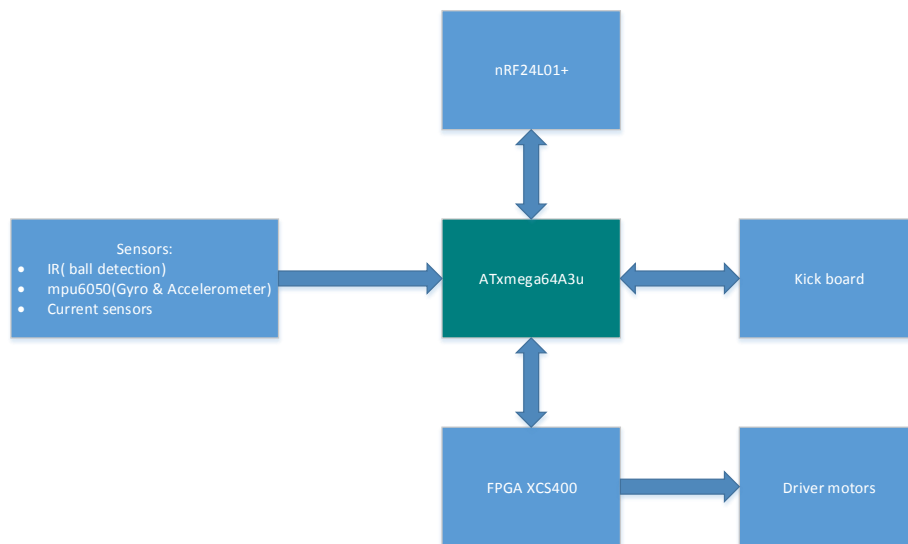 nRF24L01+
Sensors:
• IR( ball detection)
• mpu6050(Gyro & Accelerometer)
• Current sensors
ATxmega64A3u
Kick board
FPGA XCS400
Driver motors